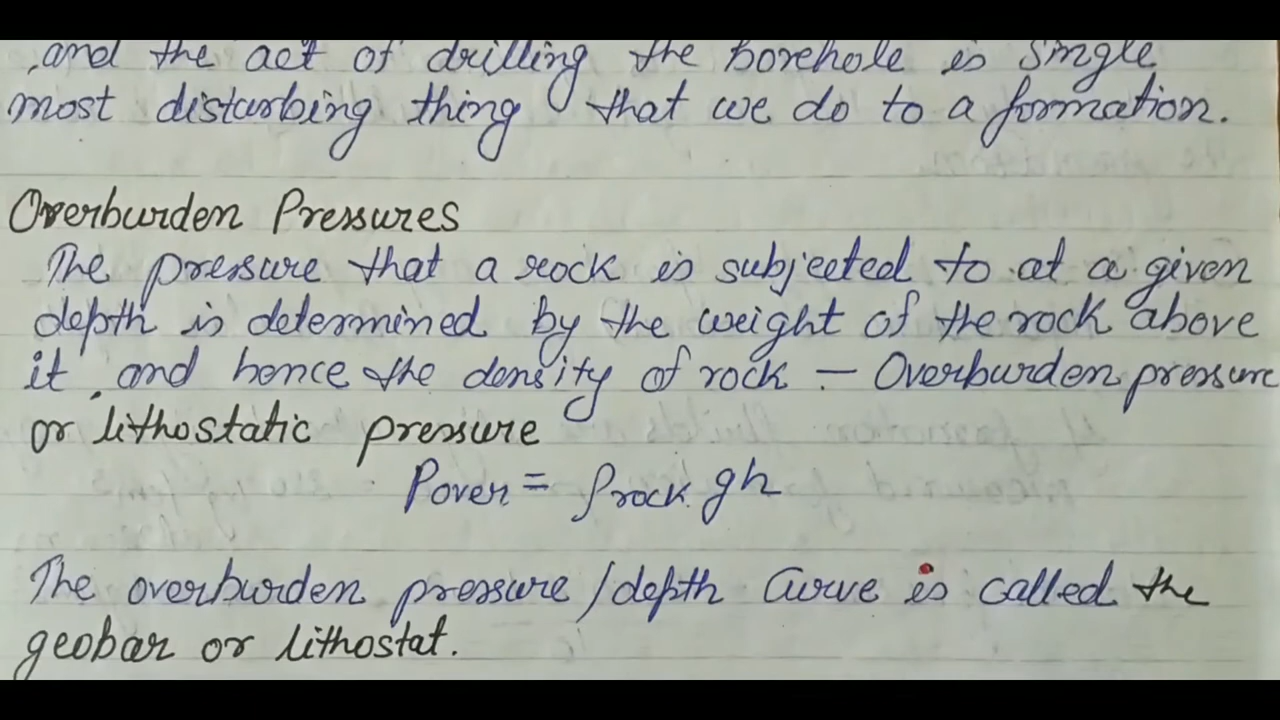 ,and the act of drilling the borehole is single
most disturbing thing that we do to a formation.
Overburden Pressures
The pressure that a rock is subjected to at a given
depth is determined by the weight of the rock above
it, and hence the density of rock – Overburden pressure
or lithostatic pressure
Pover = ρrock gh
The overburden pressure/depth Curve is called the
geobar or lithostat.